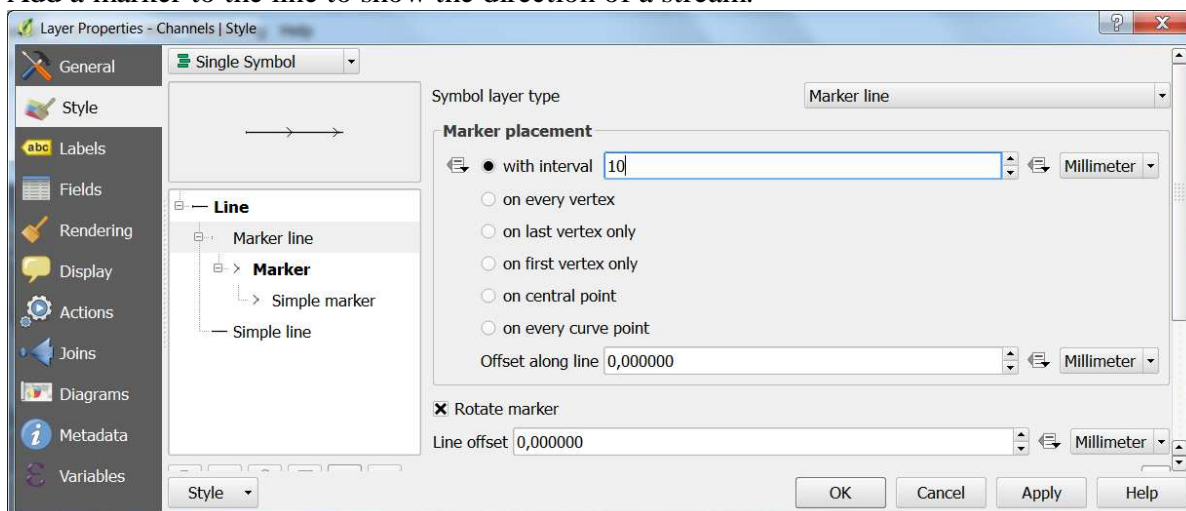 Add a marker to the line to show the direction of a stream.
Layer Properties - Channels | Style
General
Style
Labels
Fields
Rendering
Display
Actions
Joins
Diagrams
Metadata
Variables
Single Symbol
Line
Marker line
Marker
Simple marker
Simple line
Symbol layer type Marker line
Marker placement
with interval 10 Millimeter
on every vertex
on last vertex only
on first vertex only
on central point
on every curve point
Offset along line 0,000000 Millimeter
Rotate marker
Line offset 0,000000 Millimeter
Style OK Cancel Apply Help
abc